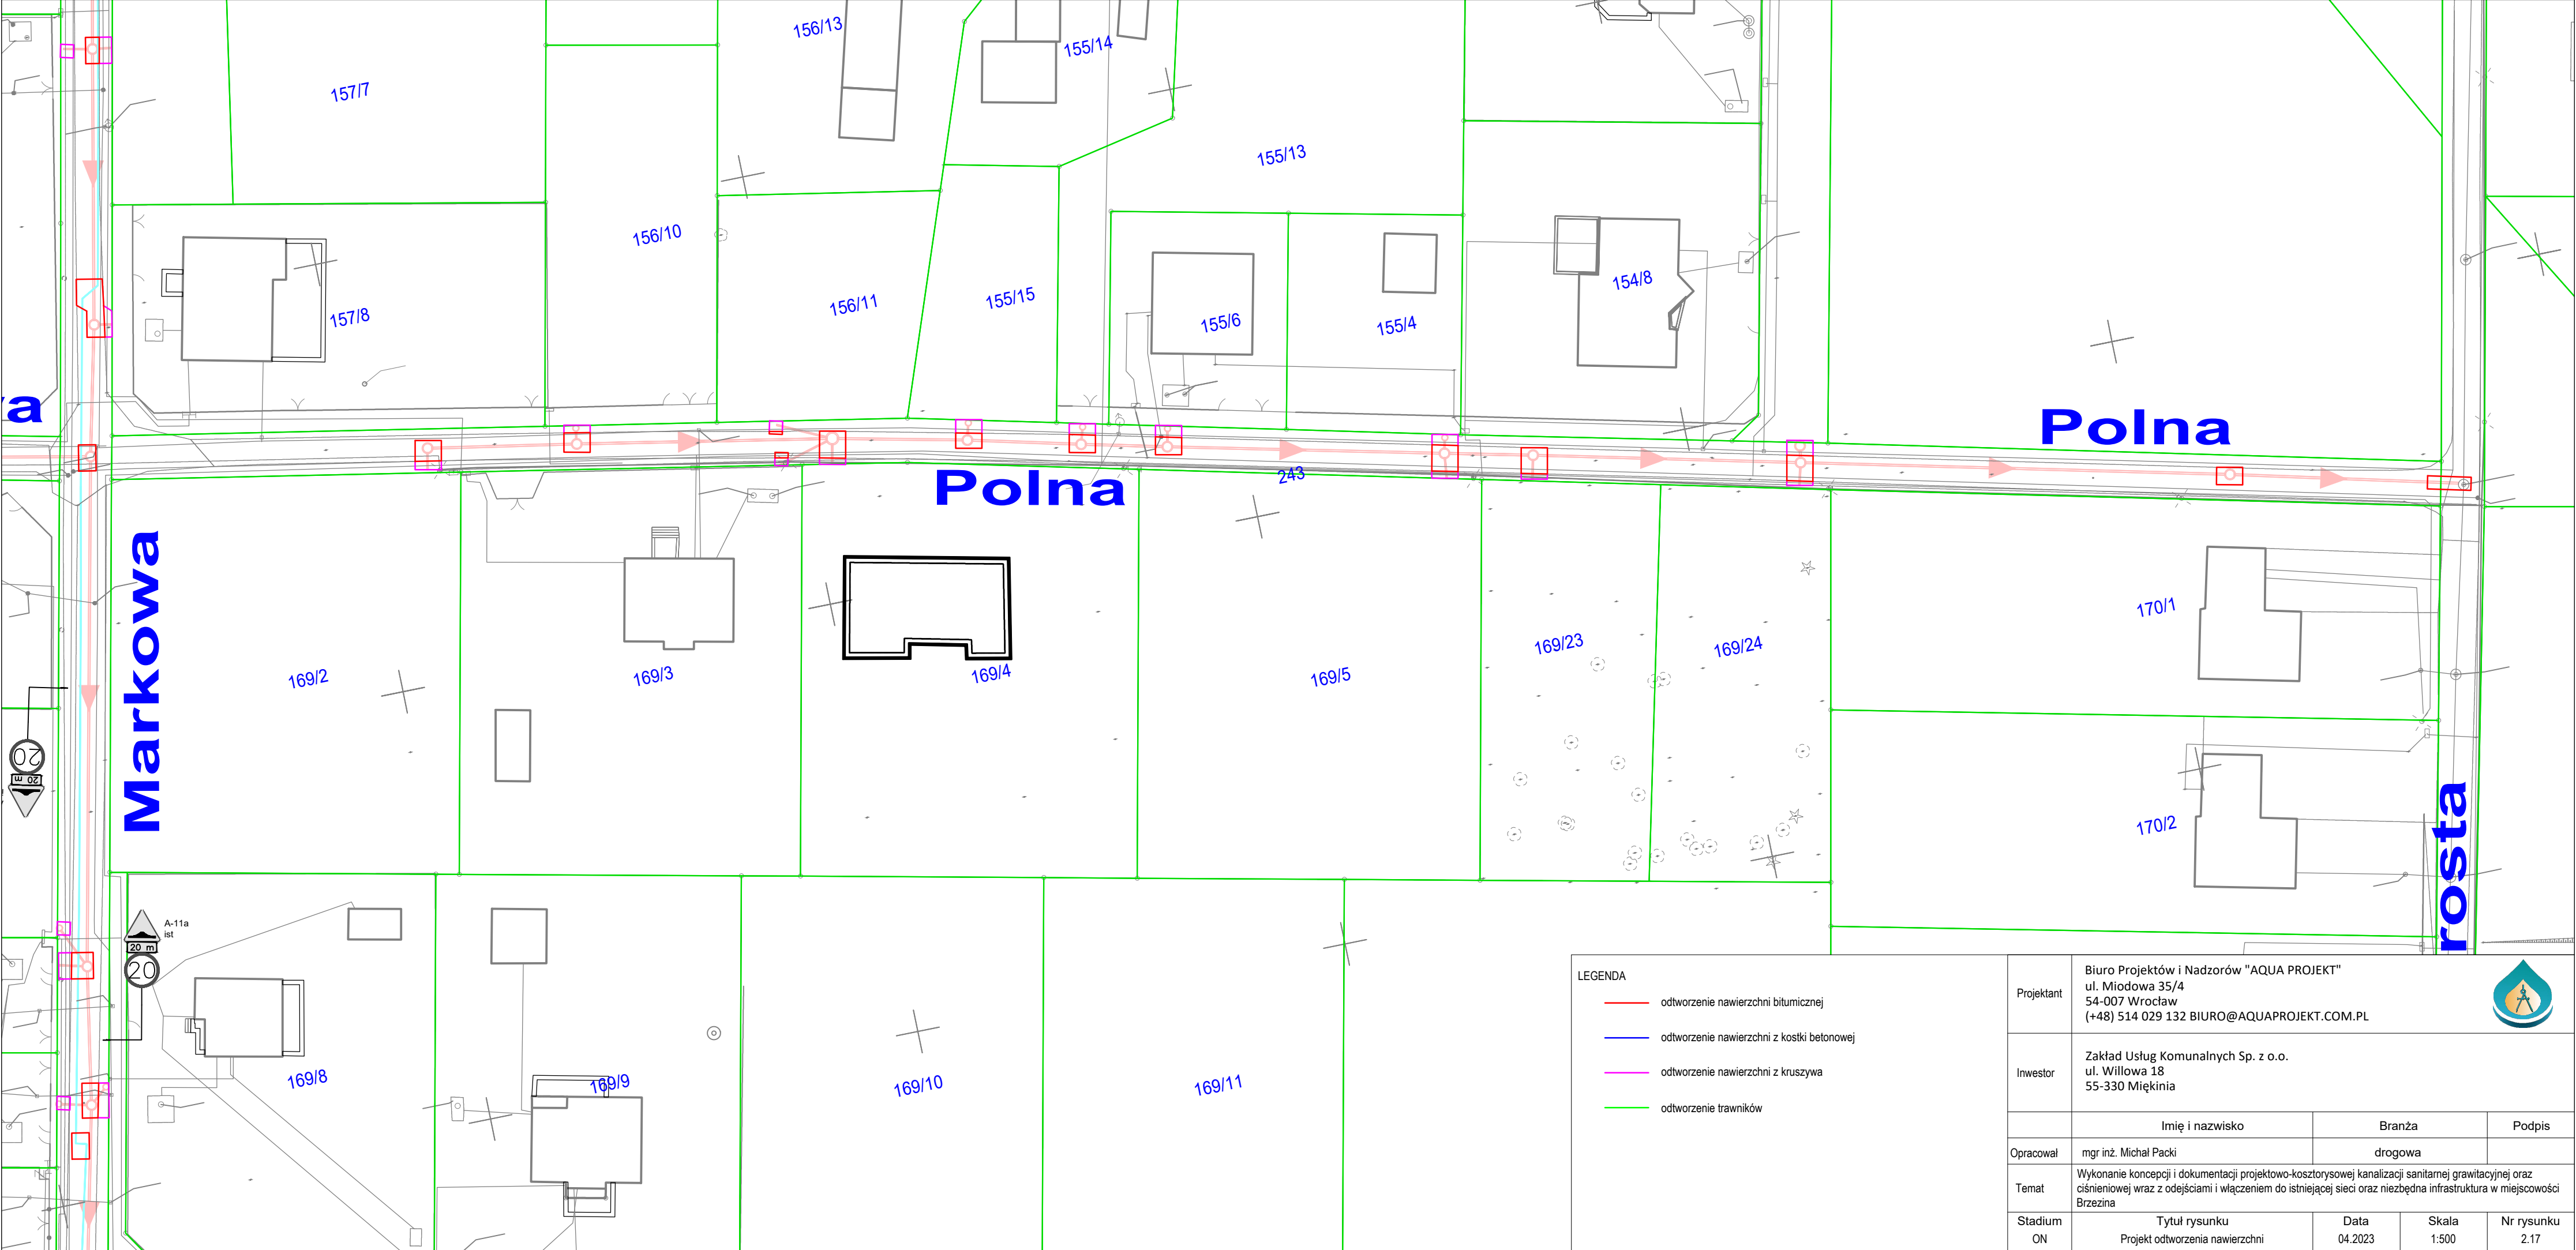 156/13
155/14
157/7
155/13
156/10
154/8
155/15
156/11
157/8
155/6
155/4
Polna
Polna
243
Markowa
170/1
169/23
169/24
169/2
169/3
169/4
169/5
20
20 m
170/2
rosta
A-11a
ist
20 m
20
169/8
169/9
169/10
169/11
LEGENDA
odtworzenie nawierzchni bitumicznej
odtworzenie nawierzchni z kostki betonowej
odtworzenie nawierzchni z kruszywa
odtworzenie trawników
Projektant
Biuro Projektów i Nadzorów "AQUA PROJEKT"
ul. Miodowa 35/4
54-007 Wrocław
(+48) 514 029 132 BIURO@AQUAPROJEKT.COM.PL
Inwestor
Zakład Usług Komunalnych Sp. z o.o.
ul. Willowa 18
55-330 Miękinia
Imię i nazwisko Branża Podpis
Opracował mgr inż. Michał Packi drogowa
Temat
Wykonanie koncepcji i dokumentacji projektowo-kosztorysowej kanalizacji sanitarnej grawitacyjnej oraz
ciśnieniowej wraz z odejściami i włączeniem do istniejącej sieci oraz niezbędna infrastruktura w miejscowości
Brzezina
Stadium Tytuł rysunku Data Skala Nr rysunku
ON Projekt odtworzenia nawierzchni 04.2023 1:500 2.17